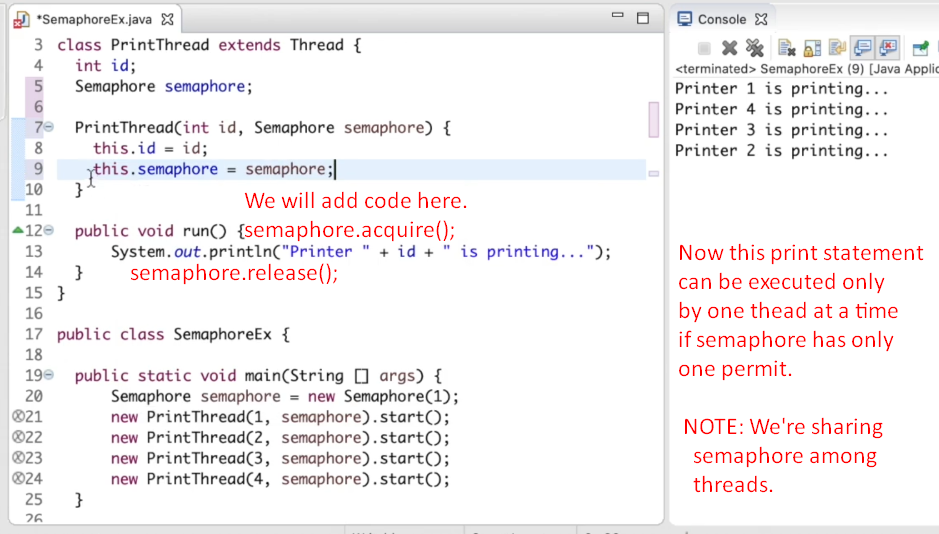 *SemaphoreEx.java
3 class PrintThread extends Thread {
4 int id;
5 Semaphore semaphore;
6
7 PrintThread(int id, Semaphore semaphore) {
8 this.id = id;
9 this.semaphore = semaphore;
10 }
We will add code here.
11
12 public void run() { semaphore.acquire();
13 System.out.println("Printer " + id + " is printing...");
14 } semaphore.release();
15 }
16
17 public class SemaphoreEx {
18
19 public static void main(String [] args) {
20 Semaphore semaphore = new Semaphore(1);
21 new PrintThread(1, semaphore).start();
22 new PrintThread(2, semaphore).start();
23 new PrintThread(3, semaphore).start();
24 new PrintThread(4, semaphore).start();
25 }
26
Console
<terminated> SemaphoreEx (9) [Java Applic
Printer 1 is printing...
Printer 4 is printing...
Printer 3 is printing...
Printer 2 is printing...
Now this print statement
can be executed only
by one thead at a time
if semaphore has only
one permit.
NOTE: We're sharing
semaphore among
threads.